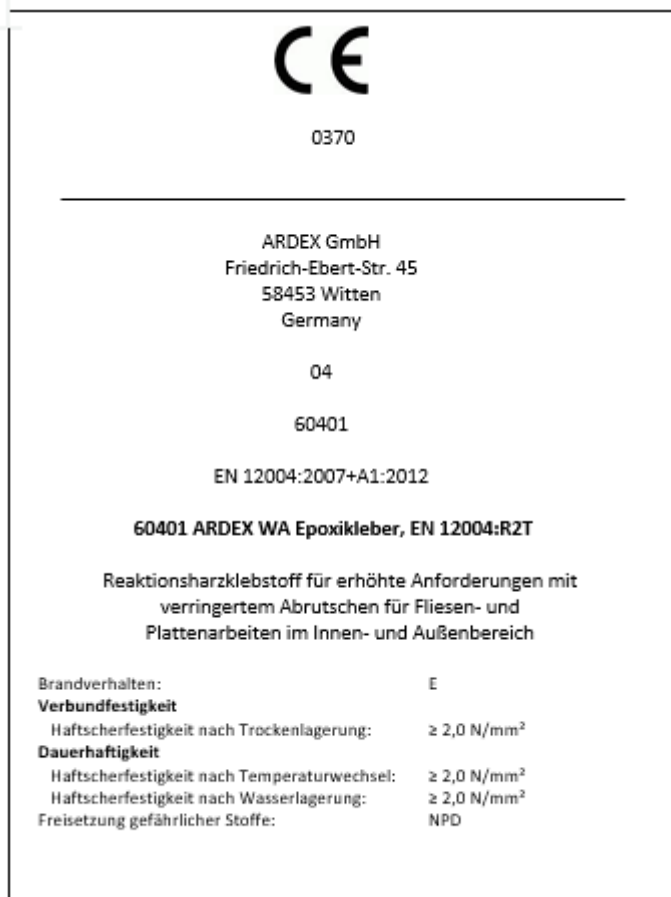 CE
0370
ARDEX GmbH
Friedrich-Ebert-Str. 45
58453 Witten
Germany
04
60401
EN 12004:2007+A1:2012
60401 ARDEX WA Epoxikleber, EN 12004:R2T
Reaktionsharzklebstoff für erhöhte Anforderungen mit
verringertem Abrutschen für Fliesen- und
Plattenarbeiten im Innen- und Außenbereich
Brandverhalten: E
Verbundfestigkeit
Haftscherfestigkeit nach Trockenlagerung: ≥ 2,0 N/mm²
Dauerhaftigkeit
Haftscherfestigkeit nach Temperaturwechsel: ≥ 2,0 N/mm²
Haftscherfestigkeit nach Wasserlagerung: ≥ 2,0 N/mm²
Freisetzung gefährlicher Stoffe: NPD